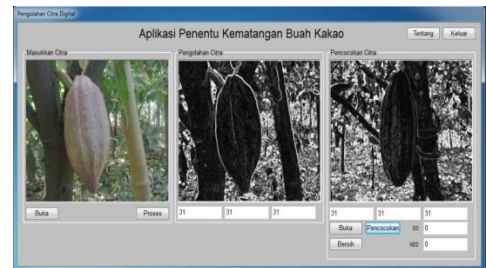 Pengolahan Citra Digital
Aplikasi Penentu Kematangan Buah Kakao
Tentang Keluar
Masukkan Citra
Pengolahan Citra
Pencocokan Citra
Buka Proses
31 31 31
31 31 31
Buka Pencocokan ED 0
Bersih NED 0